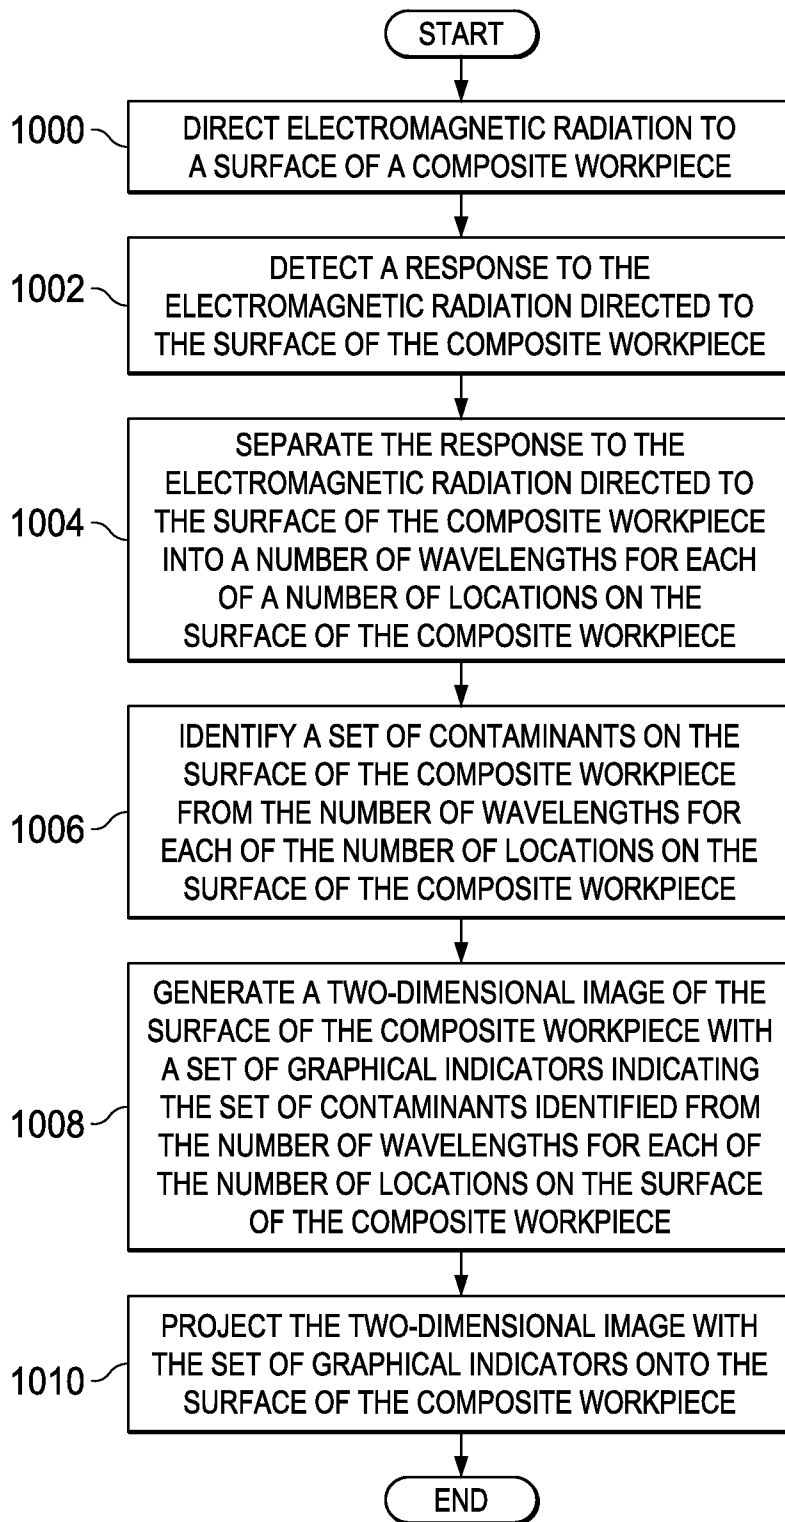 START
1000
DIRECT ELECTROMAGNETIC RADIATION TO
A SURFACE OF A COMPOSITE WORKPIECE
1002
DETECT A RESPONSE TO THE
ELECTROMAGNETIC RADIATION DIRECTED TO
THE SURFACE OF THE COMPOSITE WORKPIECE
1004
SEPARATE THE RESPONSE TO THE
ELECTROMAGNETIC RADIATION DIRECTED TO
THE SURFACE OF THE COMPOSITE WORKPIECE
INTO A NUMBER OF WAVELENGTHS FOR EACH
OF A NUMBER OF LOCATIONS ON THE
SURFACE OF THE COMPOSITE WORKPIECE
1006
IDENTIFY A SET OF CONTAMINANTS ON THE
SURFACE OF THE COMPOSITE WORKPIECE
FROM THE NUMBER OF WAVELENGTHS FOR
EACH OF THE NUMBER OF LOCATIONS ON THE
SURFACE OF THE COMPOSITE WORKPIECE
1008
GENERATE A TWO-DIMENSIONAL IMAGE OF THE
SURFACE OF THE COMPOSITE WORKPIECE WITH
A SET OF GRAPHICAL INDICATORS INDICATING
THE SET OF CONTAMINANTS IDENTIFIED FROM
THE NUMBER OF WAVELENGTHS FOR EACH OF
THE NUMBER OF LOCATIONS ON THE SURFACE
OF THE COMPOSITE WORKPIECE
1010
PROJECT THE TWO-DIMENSIONAL IMAGE WITH
THE SET OF GRAPHICAL INDICATORS ONTO THE
SURFACE OF THE COMPOSITE WORKPIECE
END